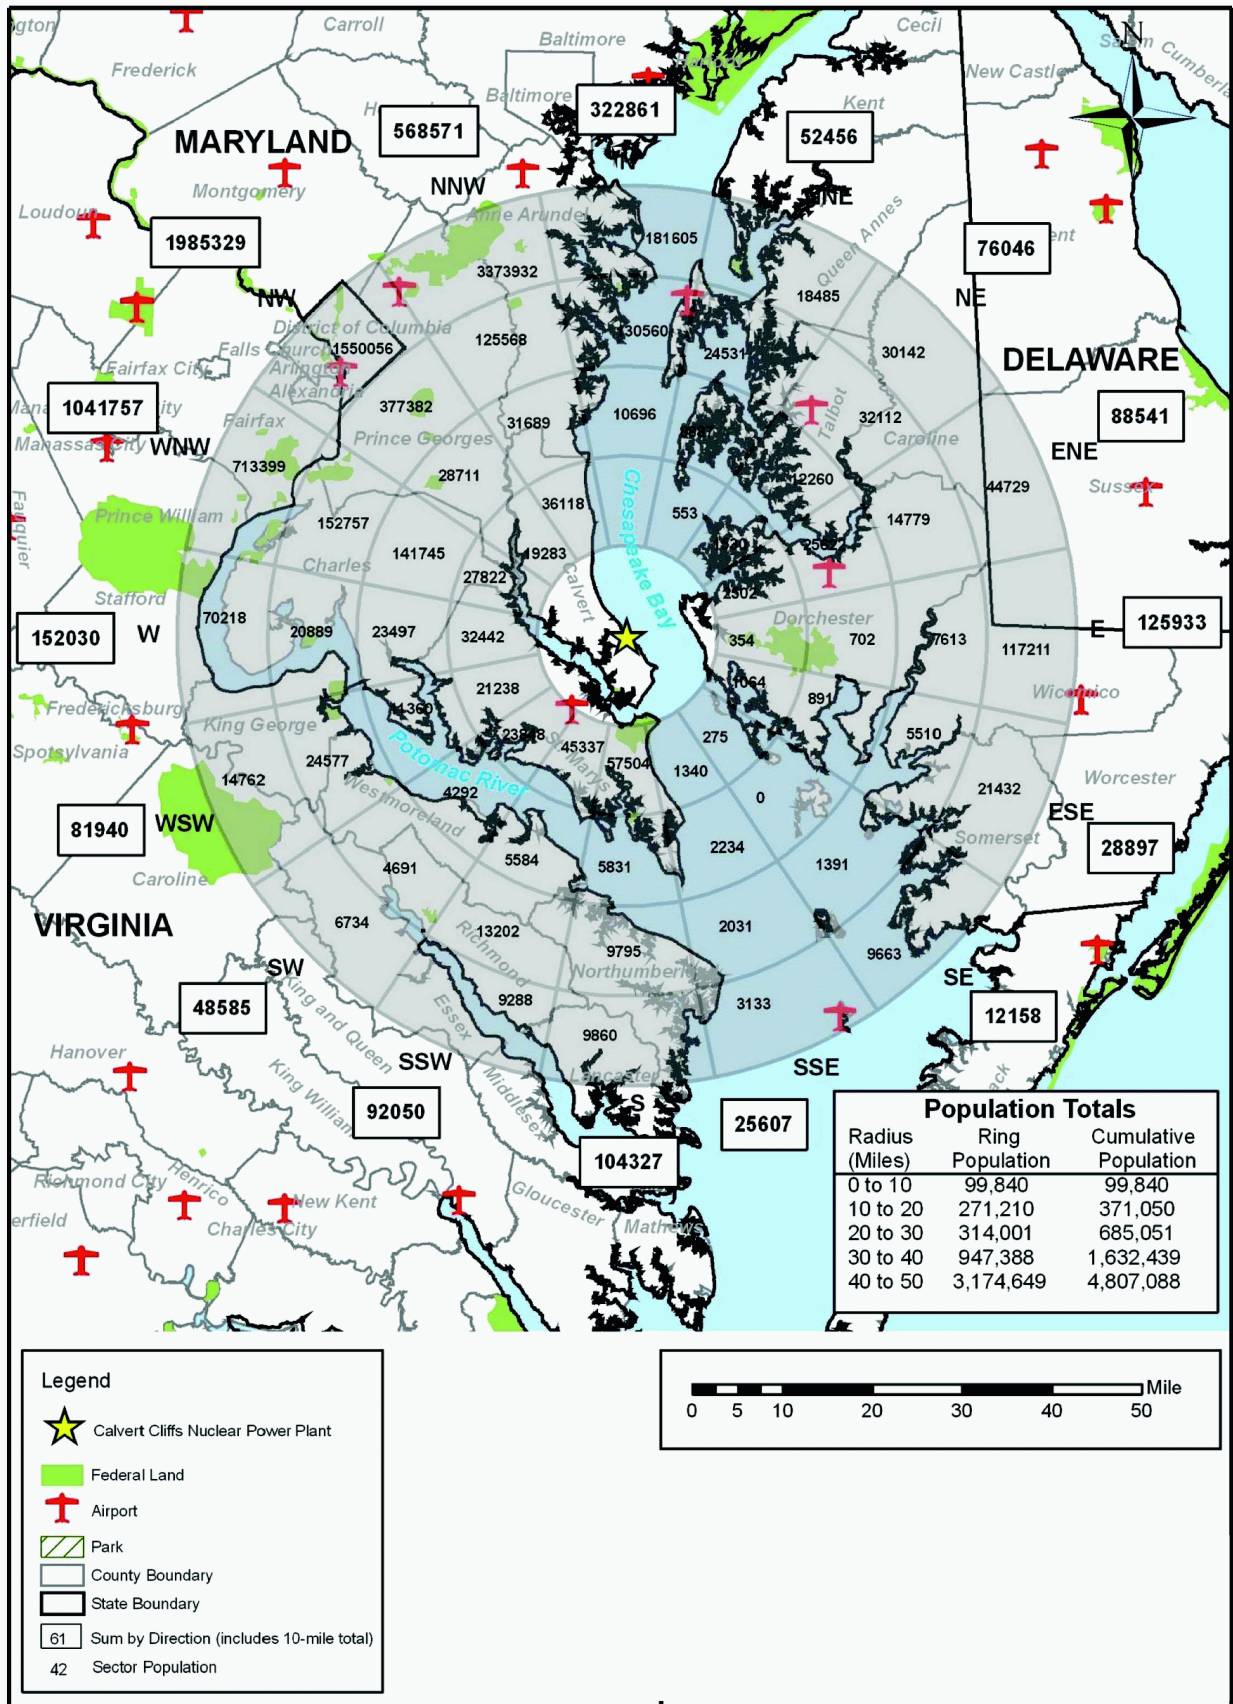 Carroll
Cecil
Baltimore
Frederick
New Castle
Salem
N
Baltimore
Kent
322861
568571
52456
MARYLAND
NNW
Montgomery
Loudoun
Anne Arundel
1985329
181605
Queen Annes
76046
3373932
NW
18485
NE
District of Columbia
130560
Falls Church
1550056
125568
24531
30142
DELAWARE
Fairfax City
Arlington
Alexandria
1041757
377382
10696
Talbot
88541
Fairfax
31689
32112
Manassas City
WNW
Prince Georges
Caroline
ENE
713399
28711
12260
Sussex
44729
Fauquier
Prince William
152757
36118
Chesapeake Bay
553
14779
141745
19283
Charles
27822
Calvert
2302
Stafford
152030
W
70218
20889
23497
32442
354
Dorchester
702
7613
117211
E
125933
21238
1064
891
Wicomico
Fredericksburg
King George
5510
Spotsylvania
24577
Potomac River
45337
St Marys
57504
275
1340
14762
4292
0
21432
Worcester
81940
WSW
Westmoreland
ESE
Somerset
28897
5584
5831
2234
1391
4691
Caroline
VIRGINIA
6734
13202
Richmond
9795
2031
9663
SW
Northumberl
SE
48585
King and Queen
Essex
9288
3133
12158
9860
SSW
SSE
Hanover
King William
Lancaster
92050
Middlesex
S
25607
104327
Richmond City
Henrico
New Kent
Gloucester
erfield
Charles City
Mathews
Population Totals
Radius Ring Cumulative
(Miles) Population Population
0 to 10 99,840 99,840
10 to 20 271,210 371,050
20 to 30 314,001 685,051
30 to 40 947,388 1,632,439
40 to 50 3,174,649 4,807,088
Legend
Calvert Cliffs Nuclear Power Plant
Federal Land
Airport
Park
County Boundary
State Boundary
61 Sum by Direction (includes 10-mile total)
42 Sector Population
Mile
0 5 10 20 30 40 50